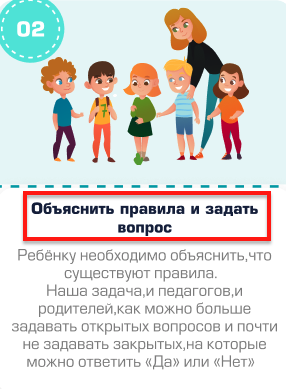 02
Объяснить правила и задать
вопрос
Ребёнку необходимо объяснить,что
существуют правила.
Наша задача,и педагогов,и
родителей,как можно больше
задавать открытых вопросов и почти
не задавать закрытых,на которые
можно ответить «Да» или «Нет»